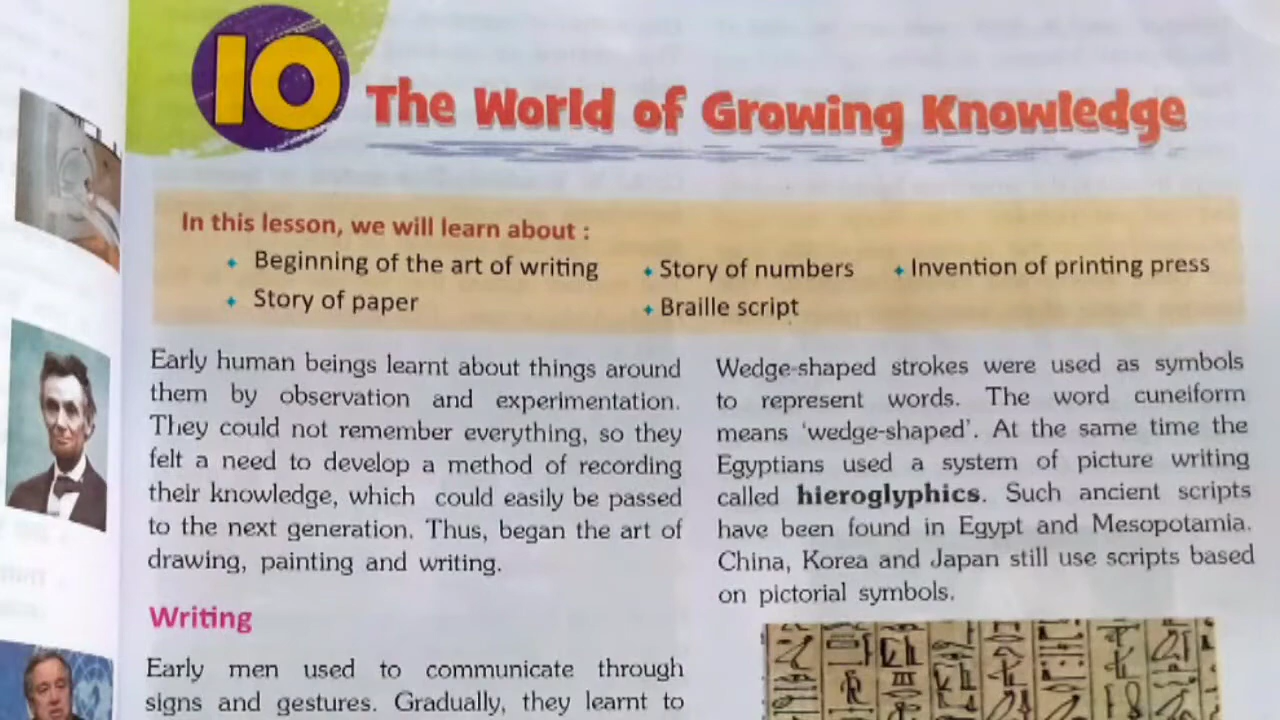 10
The World of Growing Knowledge
In this lesson, we will learn about :
Beginning of the art of writing
Story of numbers
Invention of printing press
Story of paper
Braille script
Early human beings learnt about things around
them by observation and experimentation.
They could not remember everything, so they
felt a need to develop a method of recording
their knowledge, which could easily be passed
to the next generation. Thus, began the art of
drawing, painting and writing.
Writing
Early men used to communicate through
signs and gestures. Gradually, they learnt to
Wedge-shaped strokes were used as symbols
to represent words. The word cuneiform
means ‘wedge-shaped’. At the same time the
Egyptians used a system of picture writing
called hieroglyphics. Such ancient scripts
have been found in Egypt and Mesopotamia.
China, Korea and Japan still use scripts based
on pictorial symbols.